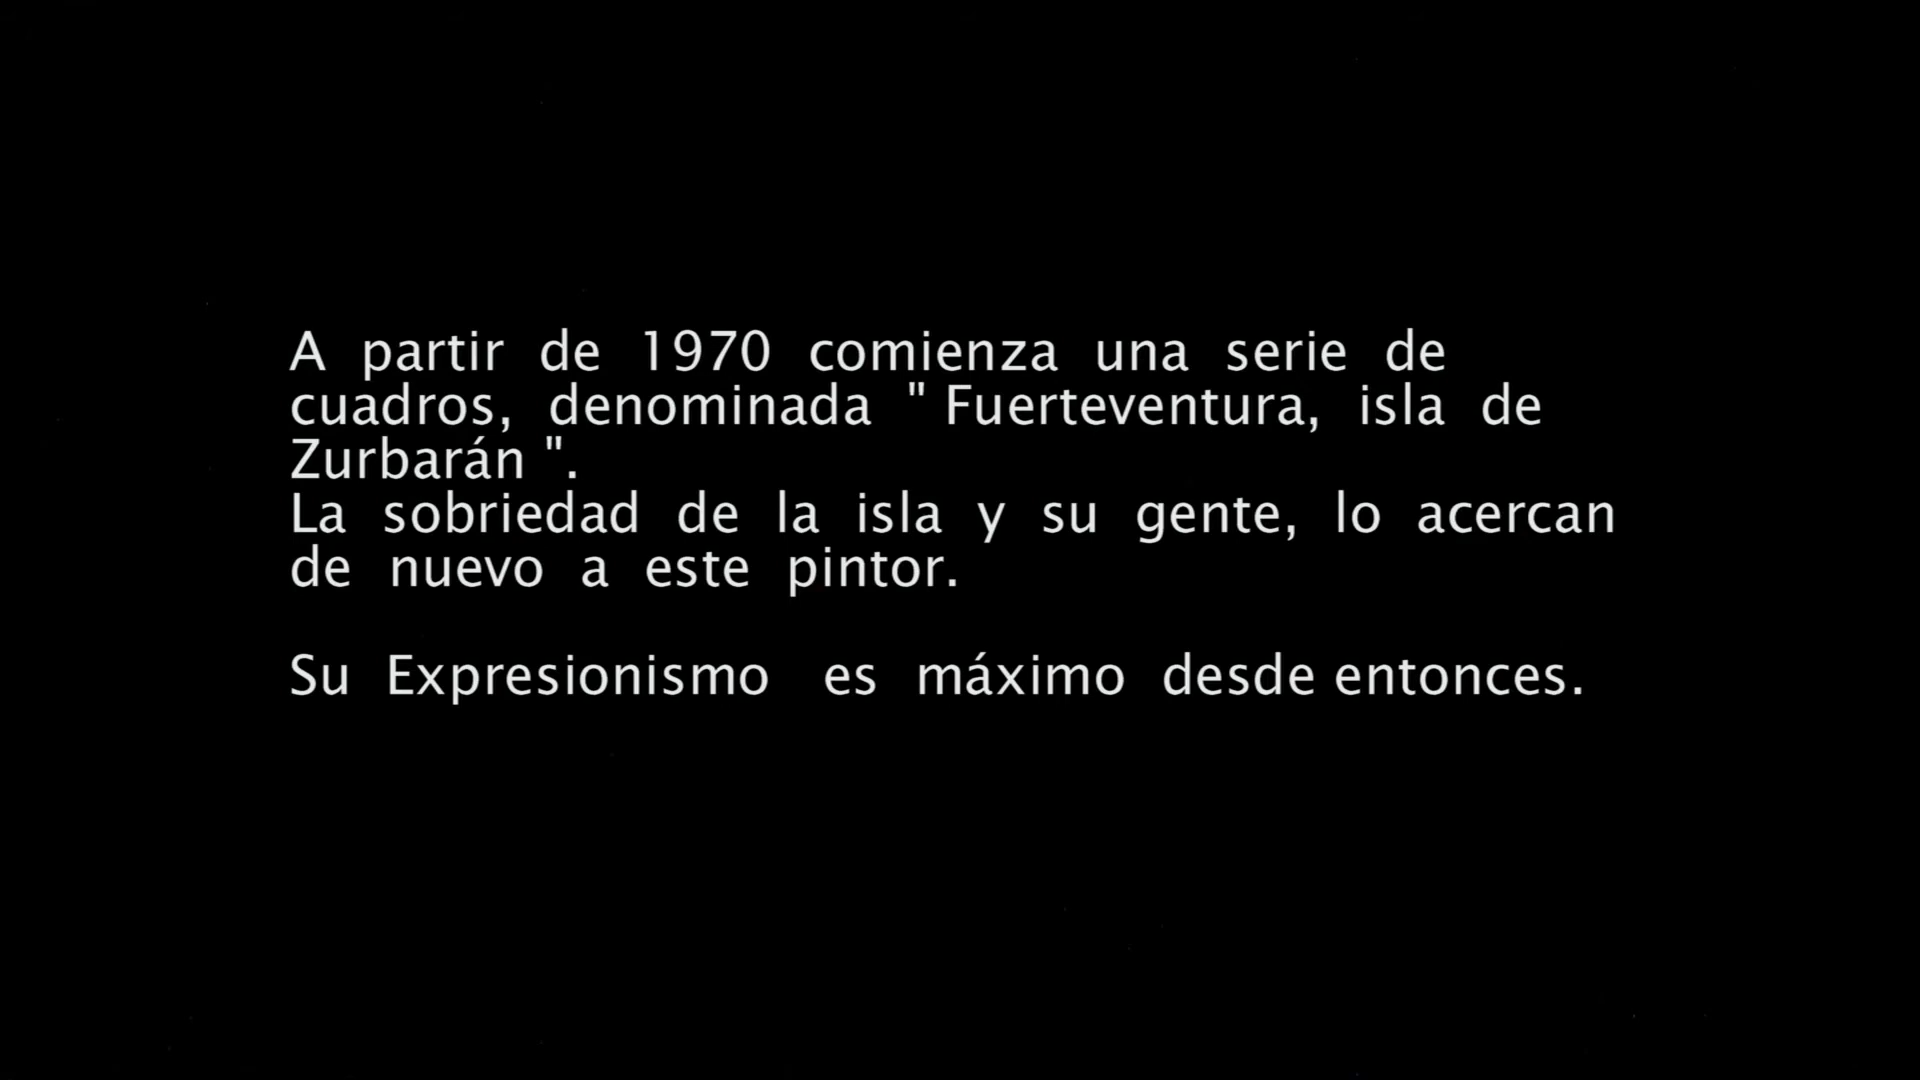 A partir de 1970 comienza una serie de
cuadros, denominada " Fuerteventura, isla de
Zurbarán ".
La sobriedad de la isla y su gente, lo acercan
de nuevo a este pintor.
Su Expresionismo es máximo desde entonces.